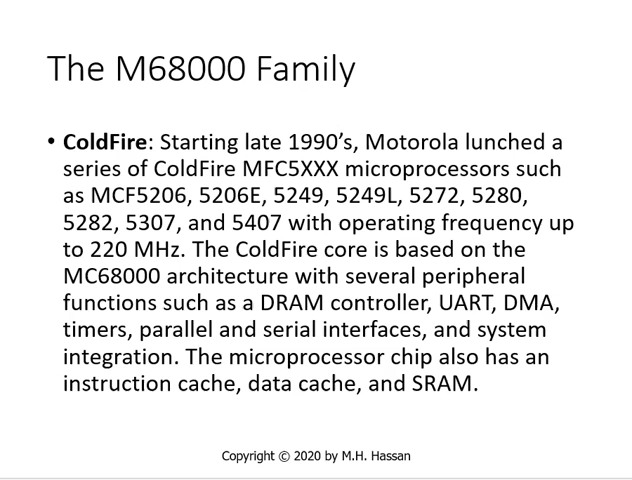 The M68000 Family
• ColdFire: Starting late 1990’s, Motorola lunched a
series of ColdFire MFC5XXX microprocessors such
as MCF5206, 5206E, 5249, 5249L, 5272, 5280,
5282, 5307, and 5407 with operating frequency up
to 220 MHz. The ColdFire core is based on the
MC68000 architecture with several peripheral
functions such as a DRAM controller, UART, DMA,
timers, parallel and serial interfaces, and system
integration. The microprocessor chip also has an
instruction cache, data cache, and SRAM.
Copyright © 2020 by M.H. Hassan